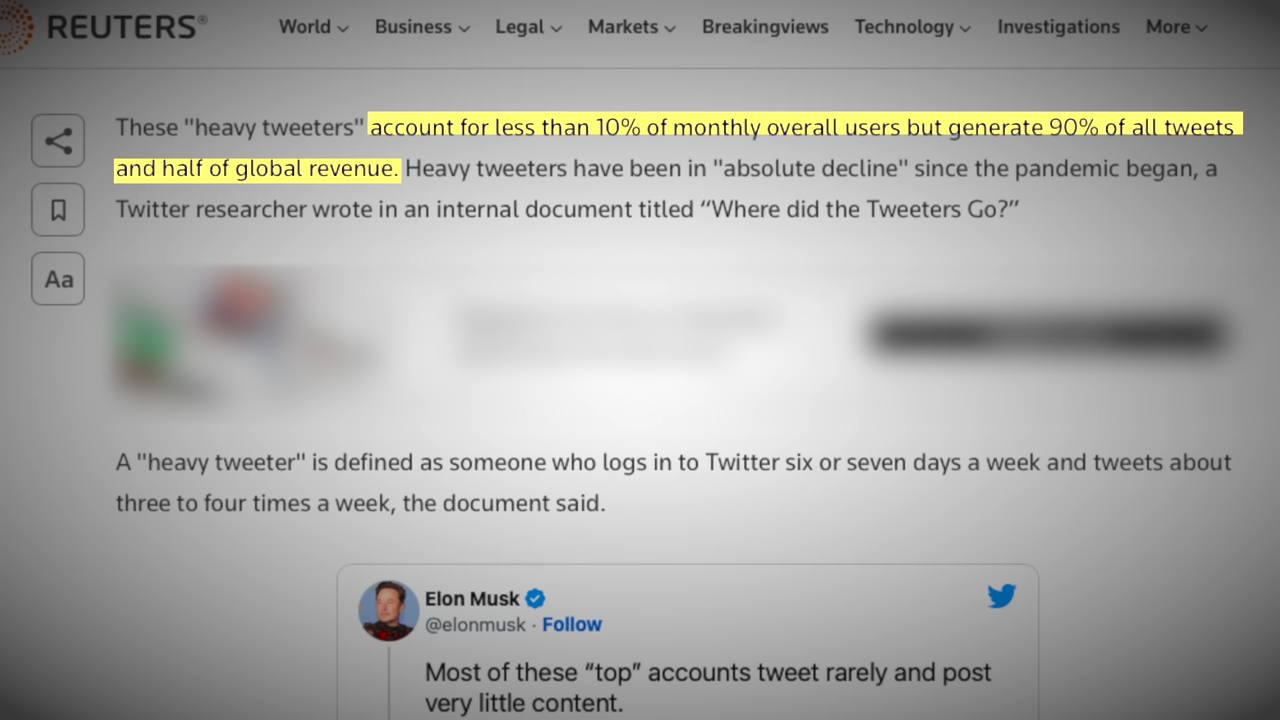 REUTERS®
World Business Legal Markets Breakingviews Technology Investigations More
These "heavy tweeters" account for less than 10% of monthly overall users but generate 90% of all tweets
and half of global revenue. Heavy tweeters have been in "absolute decline" since the pandemic began, a
Twitter researcher wrote in an internal document titled “Where did the Tweeters Go?”
Aa
A "heavy tweeter" is defined as someone who logs in to Twitter six or seven days a week and tweets about
three to four times a week, the document said.
Elon Musk
@elonmusk · Follow
Most of these “top” accounts tweet rarely and post
very little content.